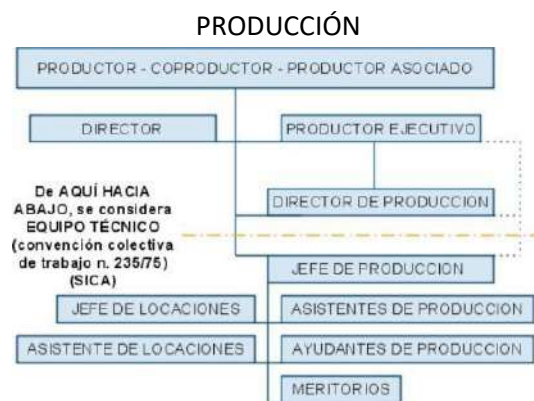 PRODUCCIÓN
PRODUCTOR - COPRODUCTOR - PRODUCTOR ASOCIADO
DIRECTOR
PRODUCTOR EJECUTIVO
De AQUÍ HACIA
ABAJO, se considera
EQUIPO TÉCNICO
(convención colectiva
de trabajo n. 235/75)
(SICA)
DIRECTOR DE PRODUCCION
JEFE DE PRODUCCION
JEFE DE LOCACIONES
ASISTENTES DE PRODUCCION
ASISTENTE DE LOCACIONES
AYUDANTES DE PRODUCCION
MERITORIOS